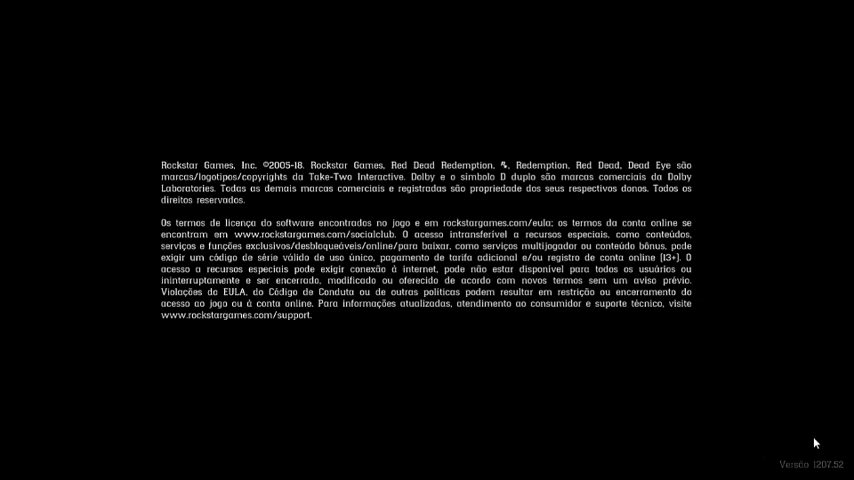 Rockstar Games, Inc. ©2005-18. Rockstar Games, Red Dead Redemption, R*, Redemption, Red Dead, Dead Eye são
marcas/logotipos/copyrights da Take-Two Interactive. Dolby e o símbolo D duplo são marcas comerciais da Dolby
Laboratories. Todas as demais marcas comerciais e registradas são propriedade dos seus respectivos donos. Todos os
direitos reservados.
Os termos de licença do software encontrados no jogo e em rockstargames.com/eula; os termos da conta online se
encontram em www.rockstargames.com/socialclub. O acesso intransferível a recursos especiais, como conteúdos,
serviços e funções exclusivos/desbloqueáveis/online/para baixar, como serviços multijogador ou conteúdo bônus, pode
exigir um código de série válido de uso único, pagamento de tarifa adicional e/ou registro de conta online (13+). O
acesso a recursos especiais pode exigir conexão à internet, pode não estar disponível para todos os usuários ou
ininterruptamente e ser encerrado, modificado ou oferecido de acordo com novos termos sem um aviso prévio.
Violações do EULA, do Código de Conduta ou de outras políticas podem resultar em restrição ou encerramento do
acesso ao jogo ou à conta online. Para informações atualizadas, atendimento ao consumidor e suporte técnico, visite
www.rockstargames.com/support.
Versão 1207.52